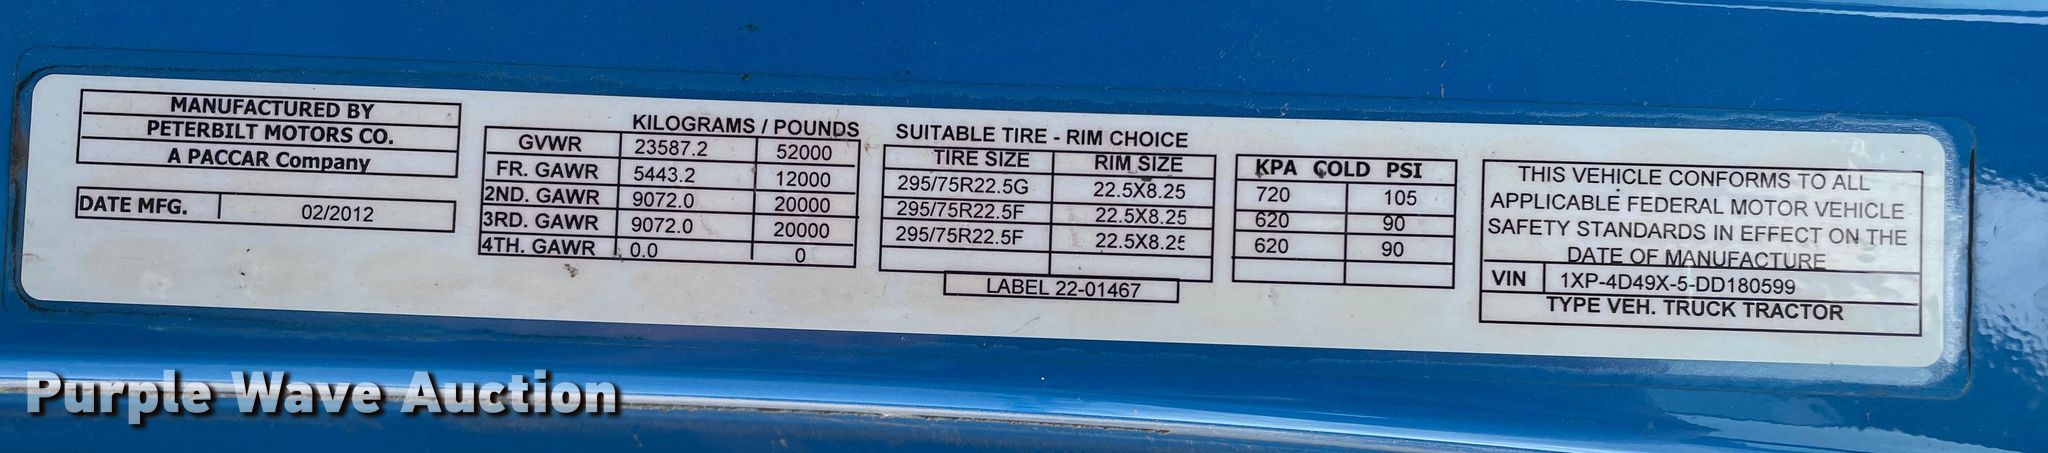 MANUFACTURED BY
PETERBILT MOTORS CO.
A PACCAR Company
DATE MFG. 02/2012
KILOGRAMS / POUNDS
GVWR 23587.2 52000
FR. GAWR 5443.2 12000
2ND. GAWR 9072.0 20000
3RD. GAWR 9072.0 20000
4TH. GAWR 0.0 0
SUITABLE TIRE - RIM CHOICE
TIRE SIZE RIM SIZE
295/75R22.5G 22.5X8.25
295/75R22.5F 22.5X8.25
295/75R22.5F 22.5X8.25
LABEL 22-01467
KPA COLD PSI
720 105
620 90
620 90
THIS VEHICLE CONFORMS TO ALL
APPLICABLE FEDERAL MOTOR VEHICLE
SAFETY STANDARDS IN EFFECT ON THE
DATE OF MANUFACTURE
VIN 1XP-4D49X-5-DD180599
TYPE VEH. TRUCK TRACTOR
Purple Wave Auction